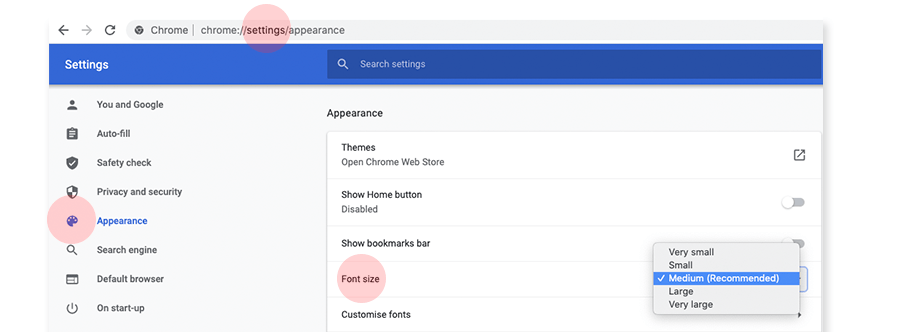 Chrome | chrome://settings/appearance
Settings
Search settings
You and Google
Auto-fill
Safety check
Privacy and security
Appearance
Search engine
Default browser
On start-up
Appearance
Themes
Open Chrome Web Store
Show Home button
Disabled
Show bookmarks bar
Font size
Very small
Small
Medium (Recommended)
Large
Very large
Customise fonts